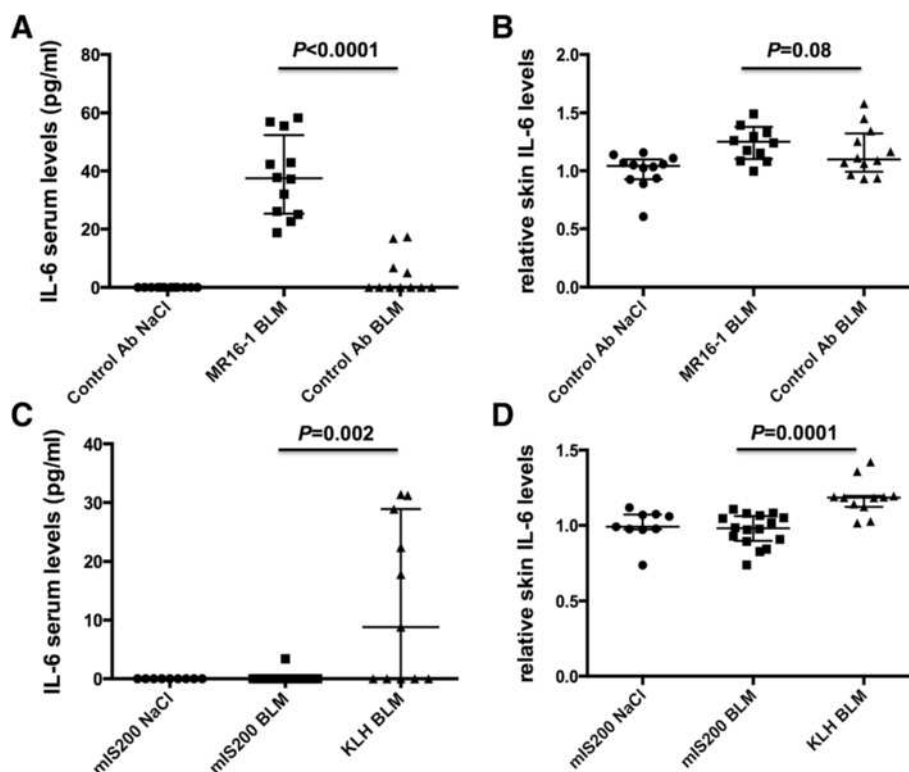 A
P<0.0001
IL-6 serum levels (pg/ml)
80
60
40
20
0
Control Ab NaCl
MR16-1 BLM
Control Ab BLM
B
P=0.08
relative skin IL-6 levels
2.0
1.5
1.0
0.5
0.0
Control Ab NaCl
MR16-1 BLM
Control Ab BLM
C
P=0.002
IL-6 serum levels (pg/ml)
40
30
20
10
0
mIS200 NaCl
mIS200 BLM
KLH BLM
D
P=0.0001
relative skin IL-6 levels
1.5
1.0
0.5
0.0
mIS200 NaCl
mIS200 BLM
KLH BLM